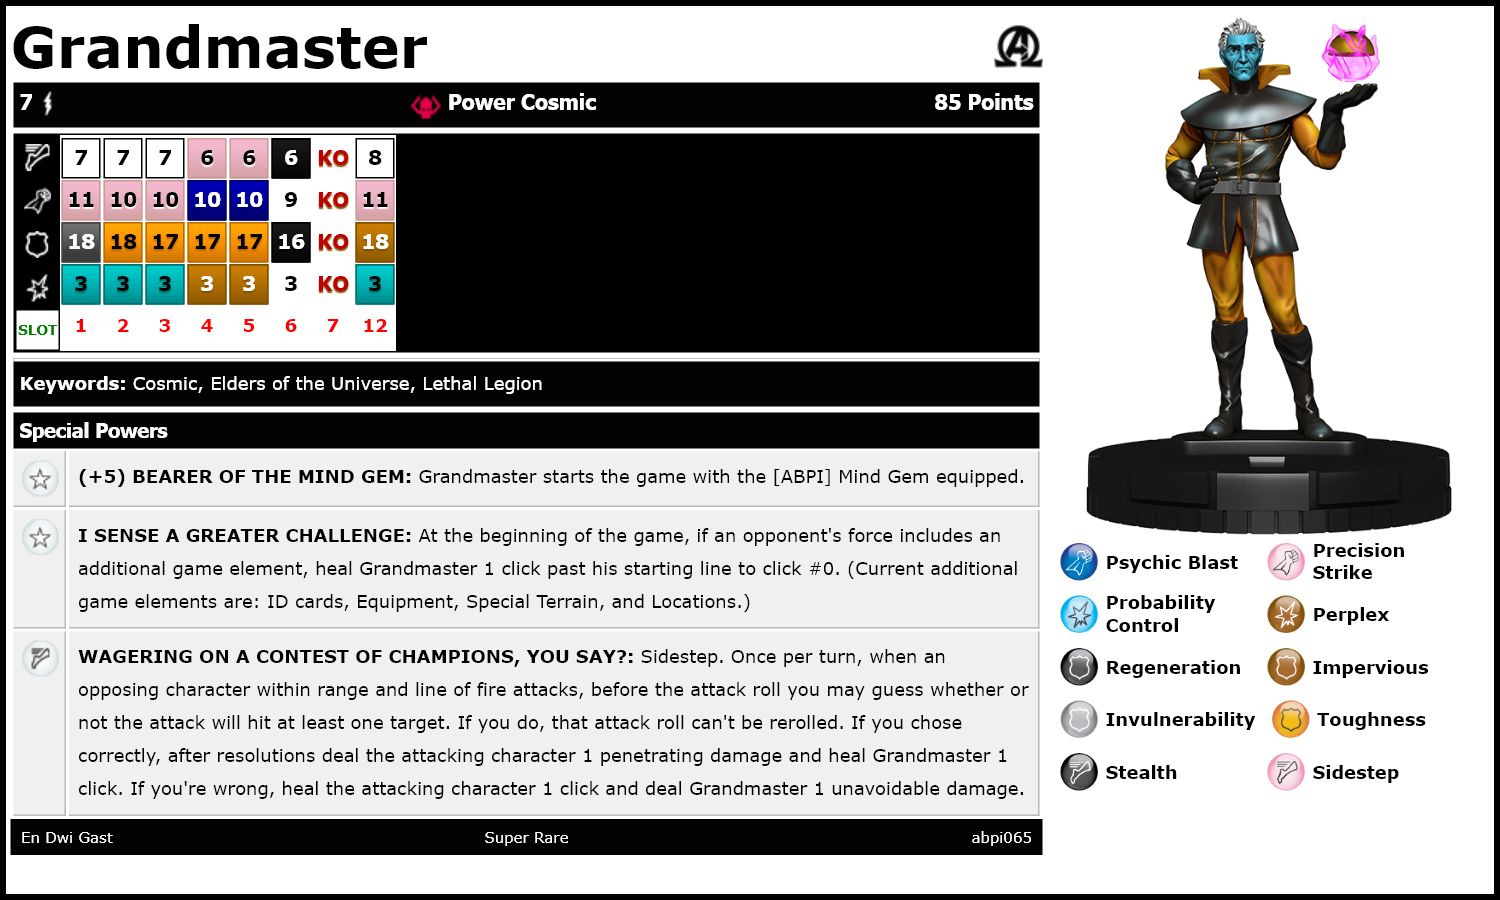 Grandmaster
7 Power Cosmic 85 Points
7 7 7 6 6 6 KO 8
11 10 10 10 10 9 KO 11
18 18 17 17 17 16 KO 18
3 3 3 3 3 3 KO 3
SLOT 1 2 3 4 5 6 7 12
Keywords: Cosmic, Elders of the Universe, Lethal Legion
Special Powers
(+5) BEARER OF THE MIND GEM: Grandmaster starts the game with the [ABPI] Mind Gem equipped.
I SENSE A GREATER CHALLENGE: At the beginning of the game, if an opponent's force includes an
additional game element, heal Grandmaster 1 click past his starting line to click #0. (Current additional
game elements are: ID cards, Equipment, Special Terrain, and Locations.)
WAGERING ON A CONTEST OF CHAMPIONS, YOU SAY?: Sidestep. Once per turn, when an
opposing character within range and line of fire attacks, before the attack roll you may guess whether or
not the attack will hit at least one target. If you do, that attack roll can't be rerolled. If you chose
correctly, after resolutions deal the attacking character 1 penetrating damage and heal Grandmaster 1
click. If you're wrong, heal the attacking character 1 click and deal Grandmaster 1 unavoidable damage.
En Dwi Gast Super Rare abpi065
Psychic Blast
Precision
Strike
Probability
Control
Perplex
Regeneration
Impervious
Invulnerability
Toughness
Stealth
Sidestep